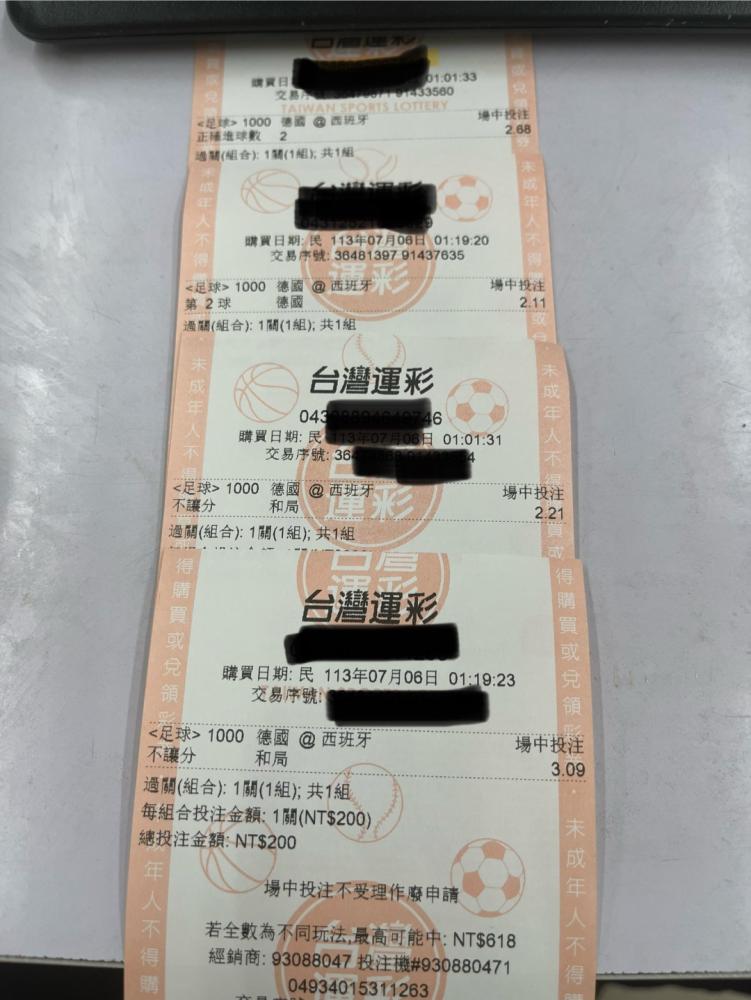 台灣運彩
購買日 01:01:33
交易序 91433560
TAIWAN SPORTS LOTTERY
<足球> 1000 德國 @ 西班牙 場中投注
正規進球數 2 2.68
過關(組合): 1關(1組); 共1組
台灣運彩
購買日期: 民 113年07月06日 01:19:20
交易序號: 36481397 91437635
<足球> 1000 德國 @ 西班牙 場中投注
第 2 球 德國 2.11
過關(組合): 1關(1組); 共1組
台灣運彩
購買日期: 民 113年07月06日 01:01:31
交易序號:
<足球> 1000 德國 @ 西班牙 場中投注
不讓分 和局 2.21
過關(組合): 1關(1組); 共1組
台灣運彩
購買日期: 民 113年07月06日 01:19:23
交易序號:
<足球> 1000 德國 @ 西班牙 場中投注
不讓分 和局 3.09
過關(組合): 1關(1組); 共1組
每組合投注金額: 1關(NT$200)
總投注金額: NT$200
場中投注不受理作廢申請
若全數為不同玩法,最高可能中: NT$618
經銷商: 93088047 投注機#930880471
04934015311263